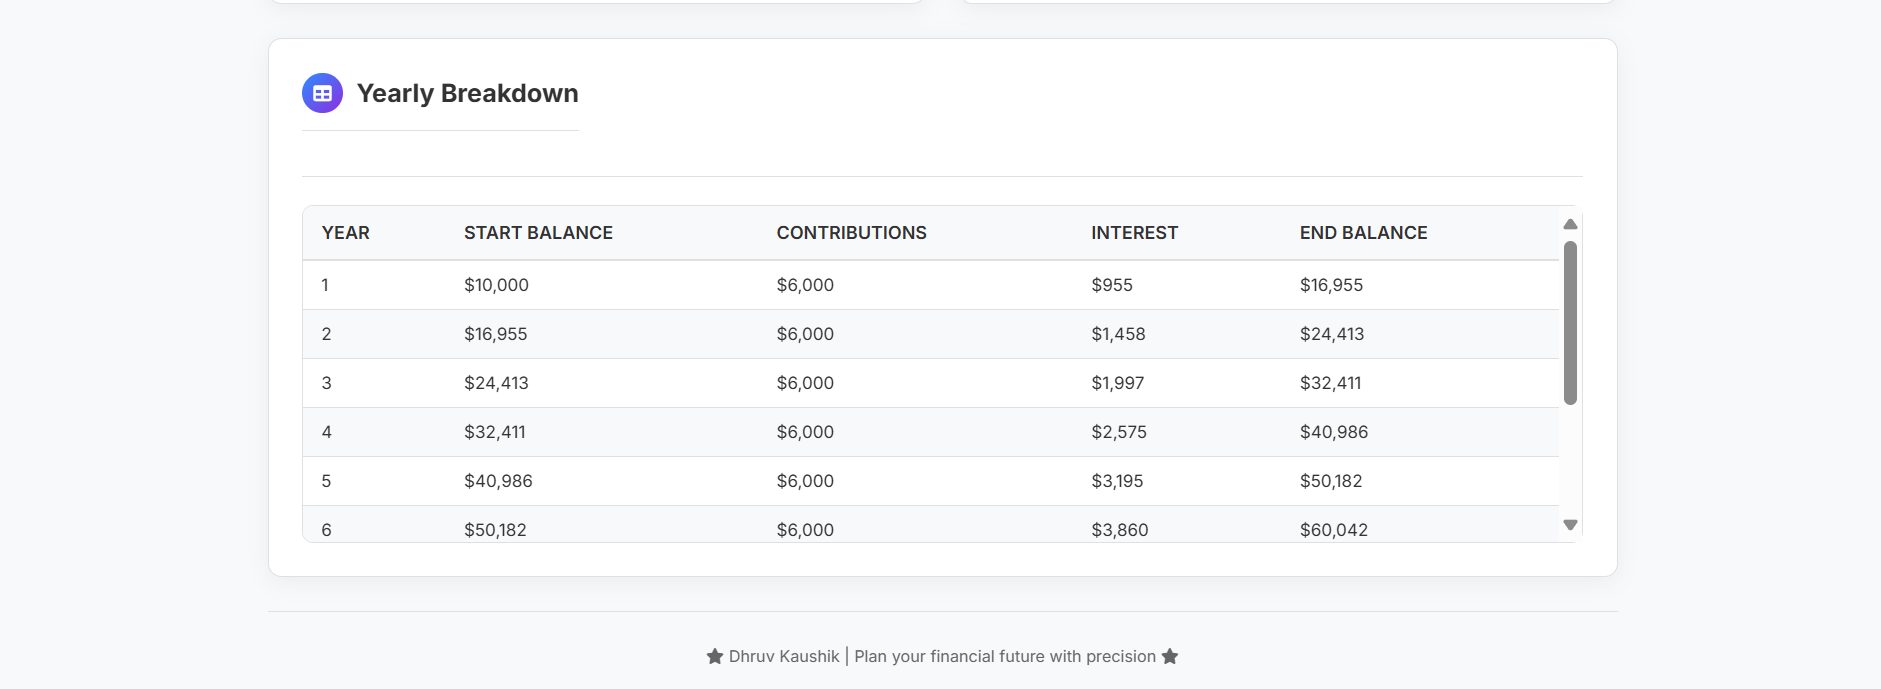 Yearly Breakdown
YEAR START BALANCE CONTRIBUTIONS INTEREST END BALANCE
1 $10,000 $6,000 $955 $16,955
2 $16,955 $6,000 $1,458 $24,413
3 $24,413 $6,000 $1,997 $32,411
4 $32,411 $6,000 $2,575 $40,986
5 $40,986 $6,000 $3,195 $50,182
6 $50,182 $6,000 $3,860 $60,042
★ Dhruv Kaushik | Plan your financial future with precision ★